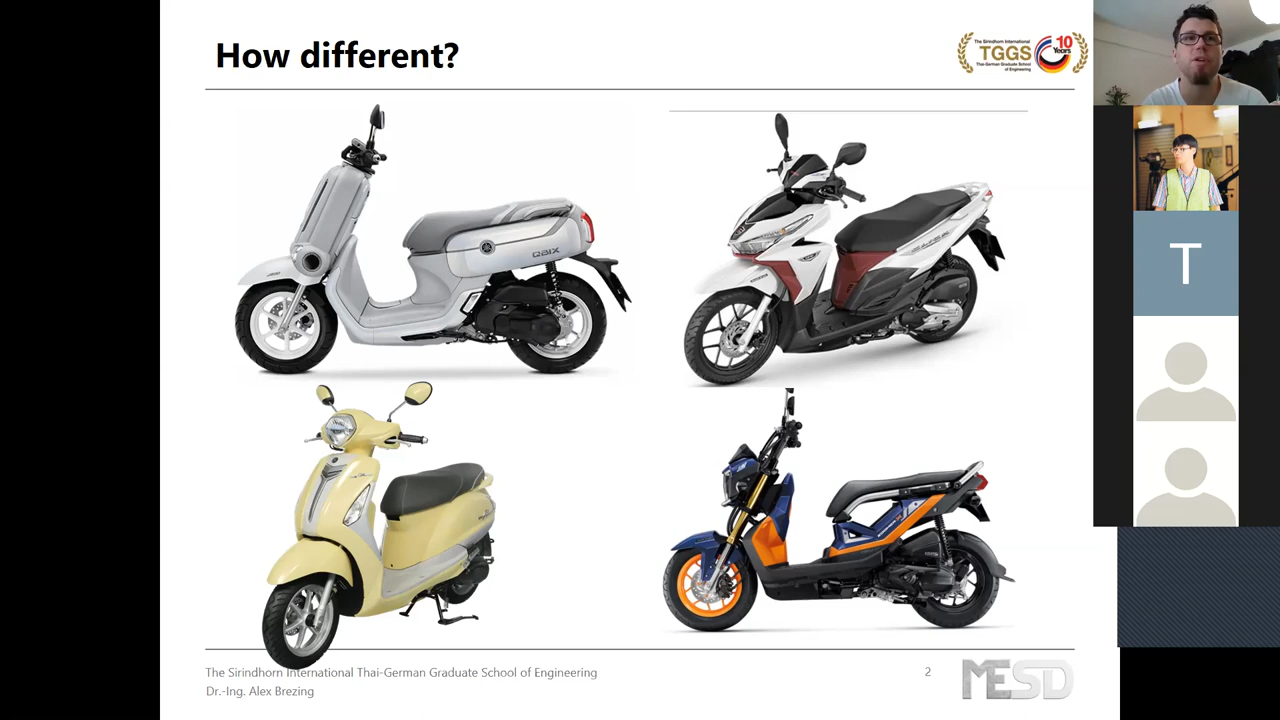 How different?
The Sirindhorn International
TGGS
Thai-German Graduate School
of Engineering
10
Years
T
QBIX
The Sirindhorn International Thai-German Graduate School of Engineering
2
Dr.-Ing. Alex Brezing
MESD